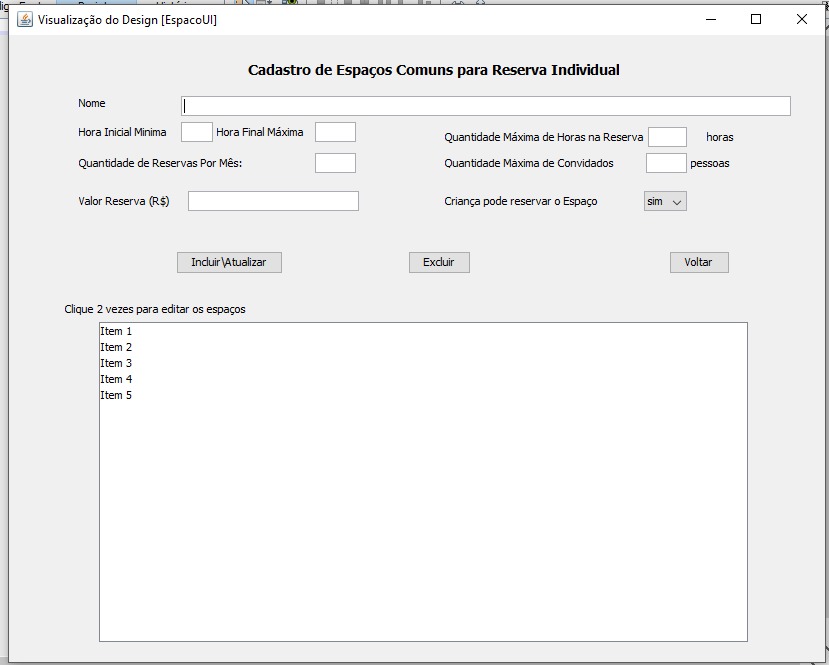 Visualização do Design [EspacoUI]
Cadastro de Espaços Comuns para Reserva Individual
Nome
Hora Inicial Minima Hora Final Máxima
Quantidade Máxima de Horas na Reserva horas
Quantidade de Reservas Por Mês:
Quantidade Máxima de Convidados pessoas
Valor Reserva (R$)
Criança pode reservar o Espaço sim
Incluir\Atualizar Excluir Voltar
Clique 2 vezes para editar os espaços
Item 1
Item 2
Item 3
Item 4
Item 5